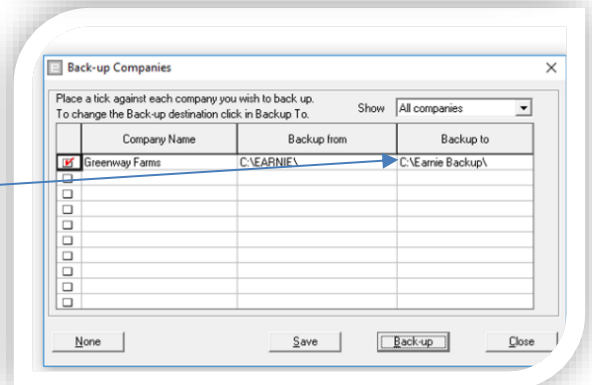 Back-up Companies
Place a tick against each company you wish to back up.
To change the Back-up destination click in Backup To.
Show All companies
Company Name Backup from Backup to
Greenway Farms C:\EARNIE\ C:\Earnie Backup\
None Save Back-up Close